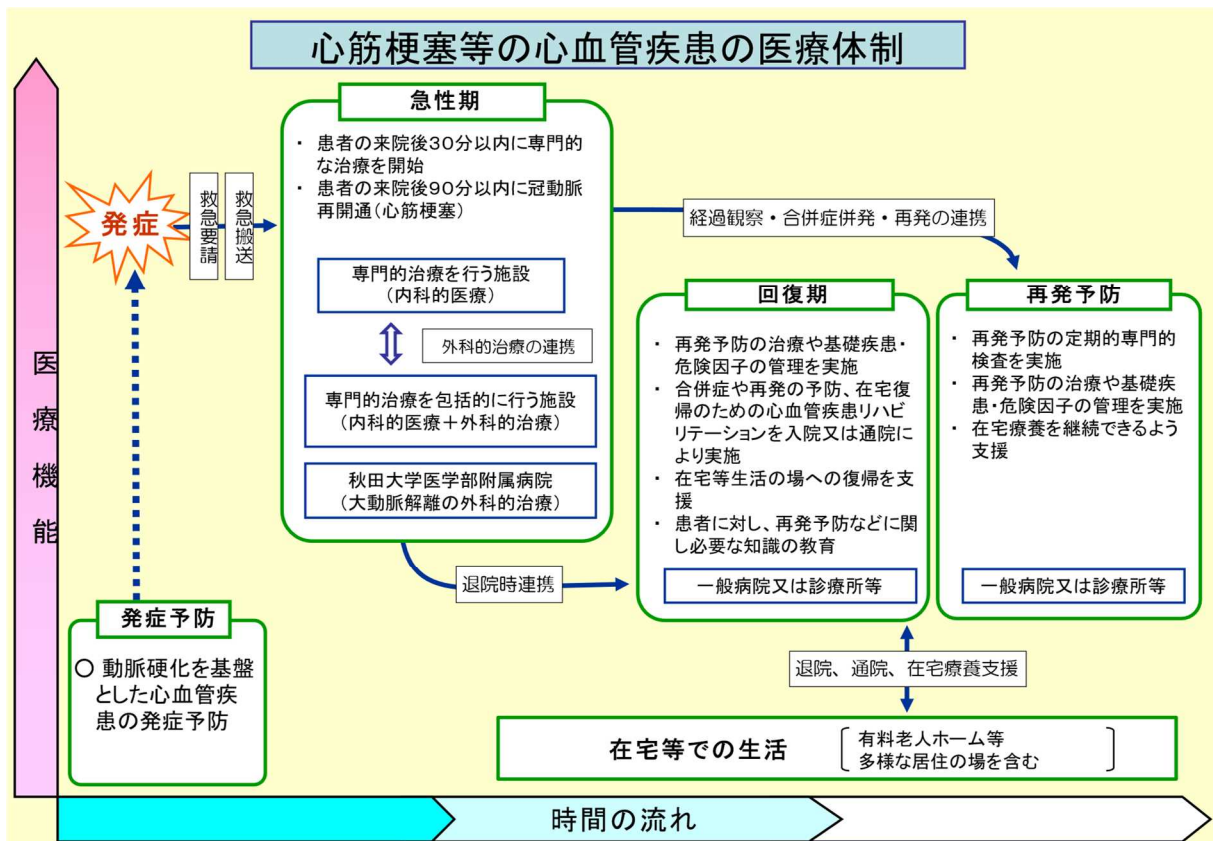 心筋梗塞等の心血管疾患の医療体制
医療機能
発症
救急要請
救急搬送
急性期
・ 患者の来院後30分以内に専門的
な治療を開始
・ 患者の来院後90分以内に冠動脈
再開通(心筋梗塞)
専門的治療を行う施設
(内科的医療)
外科的治療の連携
専門的治療を包括的に行う施設
(内科的医療+外科的治療)
秋田大学医学部附属病院
(大動脈解離の外科的治療)
経過観察・合併症併発・再発の連携
退院時連携
回復期
・ 再発予防の治療や基礎疾患・
危険因子の管理を実施
・ 合併症や再発の予防、在宅復
帰のための心血管疾患リハビ
リテーションを入院又は通院に
より実施
・ 在宅等生活の場への復帰を支
援
・ 患者に対し、再発予防などに関
し必要な知識の教育
一般病院又は診療所等
再発予防
・ 再発予防の定期的専門的
検査を実施
・ 再発予防の治療や基礎疾
患・危険因子の管理を実施
・ 在宅療養を継続できるよう
支援
一般病院又は診療所等
発症予防
○ 動脈硬化を基盤
とした心血管疾
患の発症予防
退院、通院、在宅療養支援
在宅等での生活
有料老人ホーム等
多様な居住の場を含む
時間の流れ